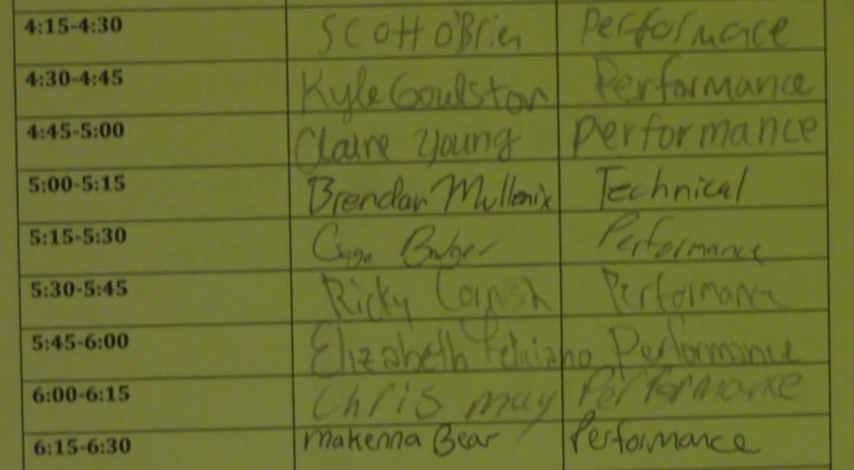 4:15-4:30 Scott O'Brien Performace
4:30-4:45 Kyle Goulston Performance
4:45-5:00 Claire Young performance
5:00-5:15 Brendan Mullenix Technical
5:15-5:30 Performance
5:30-5:45 Ricky Cornish Performance
5:45-6:00 Elizabeth Feliciano Performance
6:00-6:15 Chris may Performance
6:15-6:30 Makenna Bear Performance